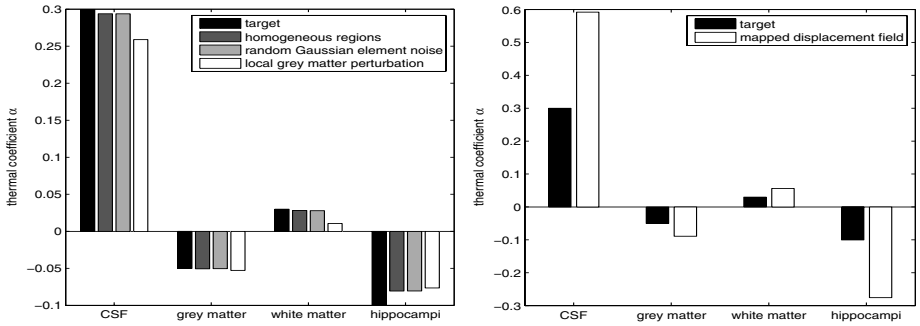 0.3
0.25
0.2
0.15
0.1
0.05
0
−0.05
−0.1
thermal coefficient α
target
homogeneous regions
random Gaussian element noise
local grey matter perturbation
CSF grey matter white matter hippocampi
0.6
0.5
0.4
0.3
0.2
0.1
0
−0.1
−0.2
−0.3
thermal coefficient α
target
mapped displacement field
CSF grey matter white matter hippocampi